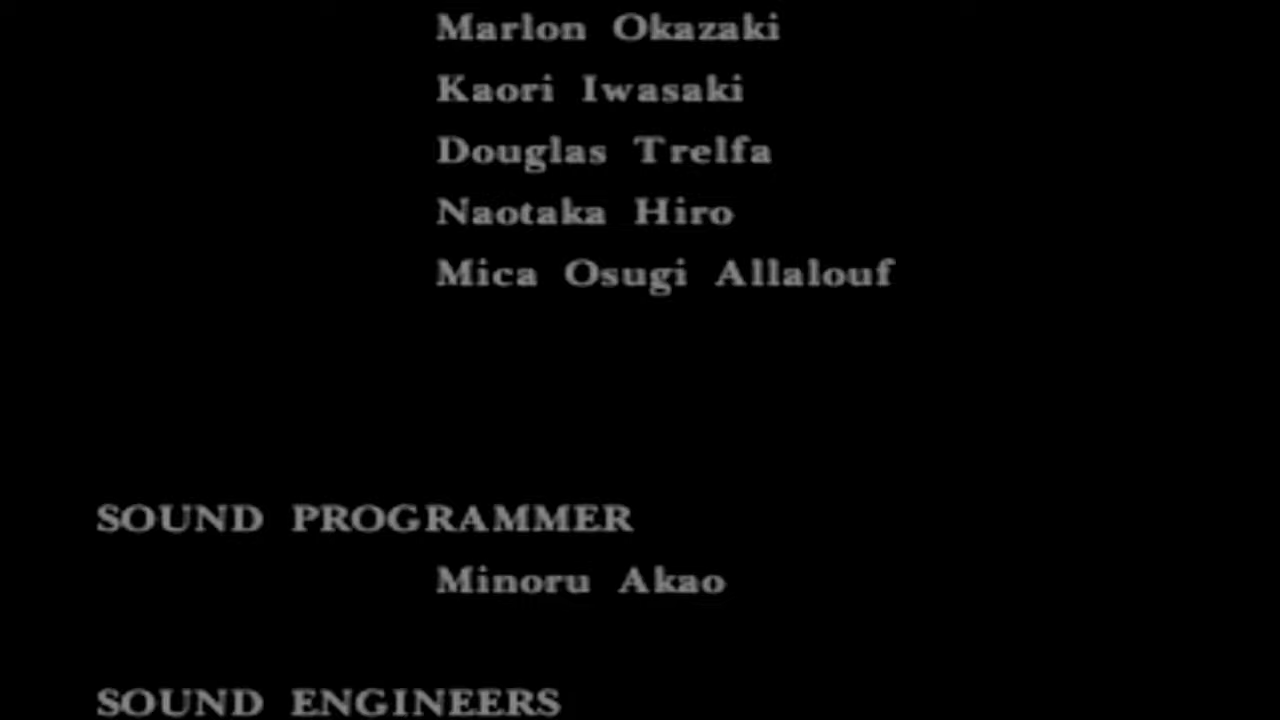 Marlon Okazaki
Kaori Iwasaki
Douglas Trelfa
Naotaka Hiro
Mica Osugi Allalouf
SOUND PROGRAMMER
Minoru Akao
SOUND ENGINEERS